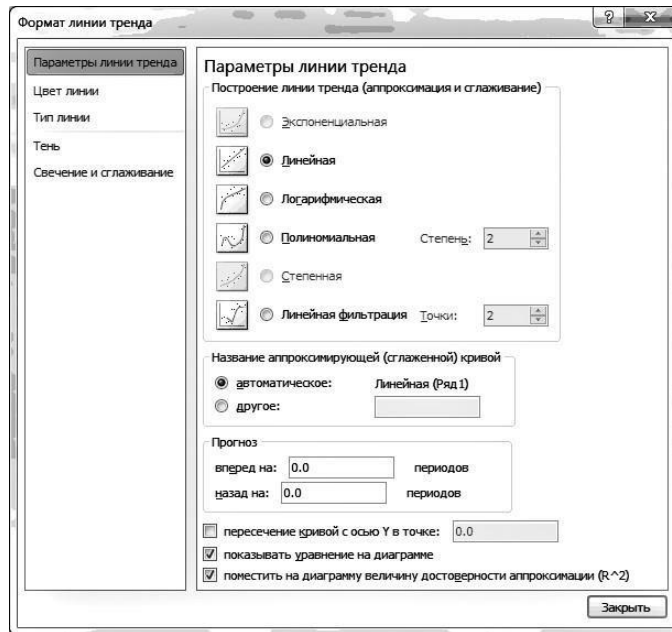 Формат линии тренда
Параметры линии тренда
Цвет линии
Тип линии
Тень
Свечение и сглаживание
Параметры линии тренда
Построение линии тренда (аппроксимация и сглаживание)
Экспоненциальная
Линейная
Логарифмическая
Полиномиальная Степень: 2
Степенная
Линейная фильтрация Точки: 2
Название аппроксимирующей (сглаженной) кривой
автоматическое: Линейная (Ряд1)
другое:
Прогноз
вперед на: 0.0 периодов
назад на: 0.0 периодов
пересечение кривой с осью Y в точке: 0.0
показывать уравнение на диаграмме
поместить на диаграмму величину достоверности аппроксимации (R^2)
Закрыть